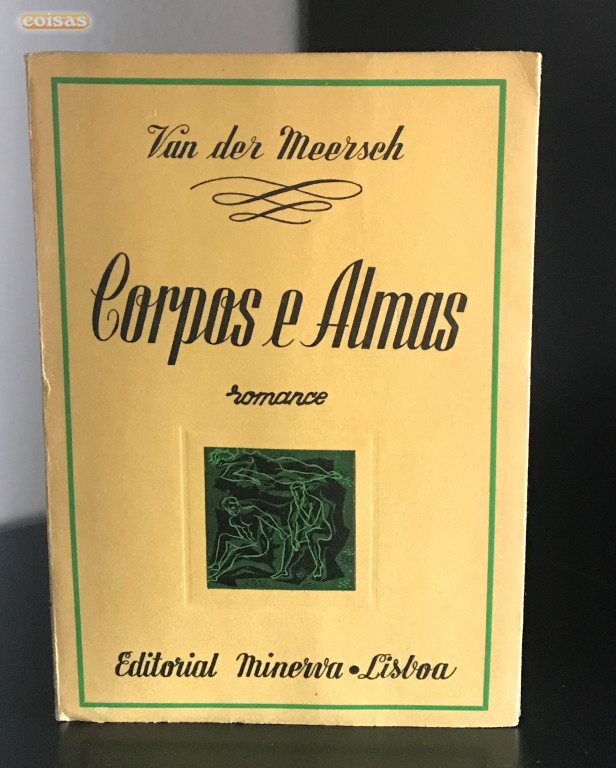 coisas
Van der Meersch
Corpos e Almas
romance
Editorial Minerva • Lisboa